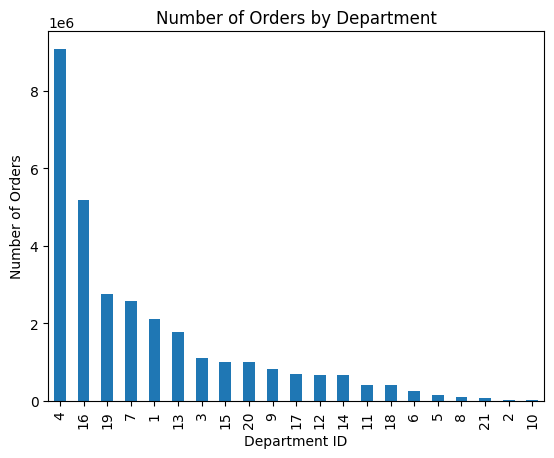 Number of Orders by Department
1e6
8
6
4
2
0
Number of Orders
4 16 19 7 1 13 3 15 20 9 17 12 14 11 18 6 5 8 21 2 10
Department ID